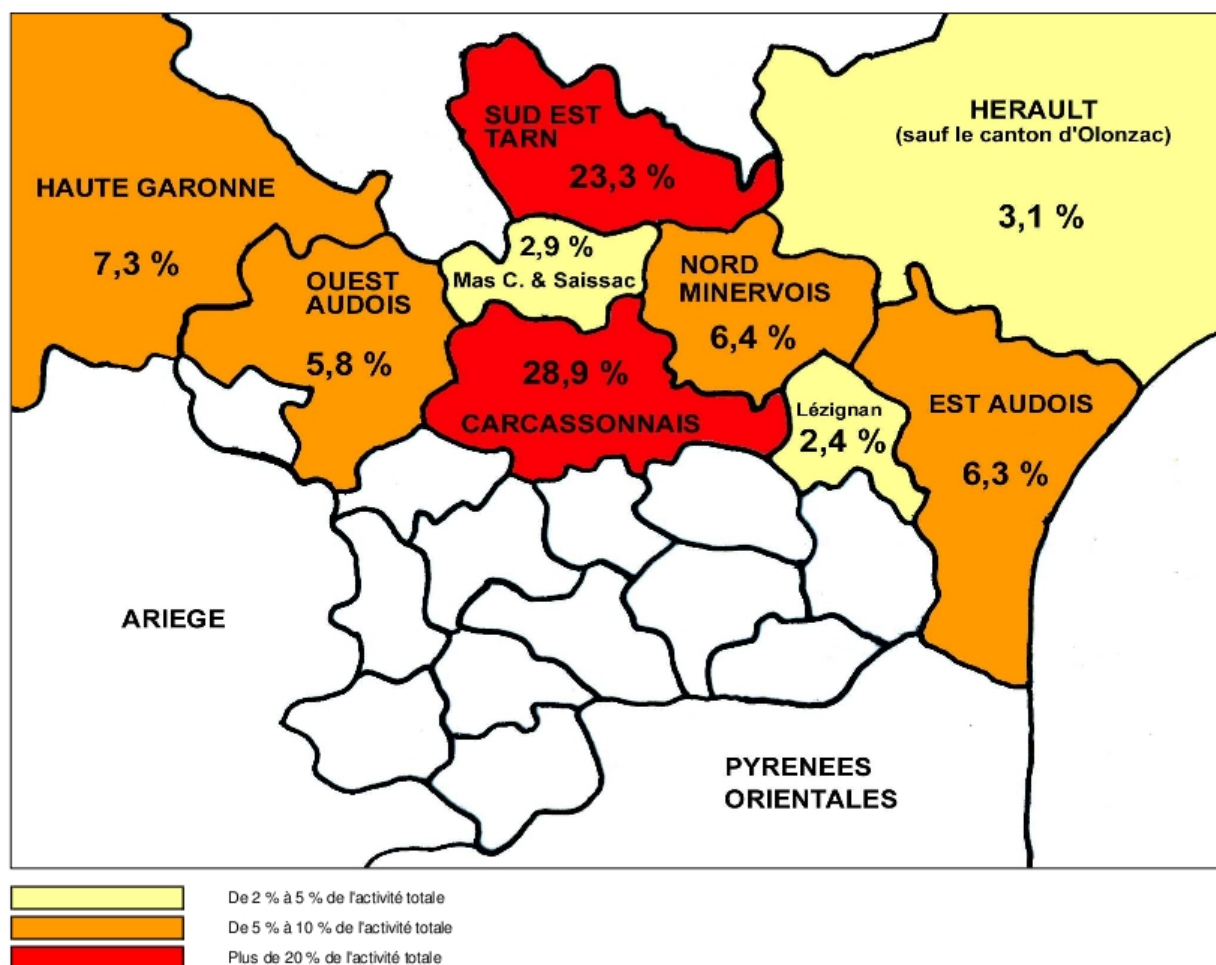 SUD EST
TARN
23,3 %
HERAULT
(sauf le canton d'Olonzac)
3,1 %
HAUTE GARONNE
7,3 %
2,9 %
Mas C. & Saissac
OUEST
AUDOIS
5,8 %
NORD
MINERVOIS
6,4 %
28,9 %
CARCASSONNAIS
Lézignan
2,4 %
EST AUDOIS
6,3 %
ARIEGE
PYRENEES
ORIENTALES
De 2 % à 5 % de l'activité totale
De 5 % à 10 % de l'activité totale
Plus de 20 % de l'activité totale